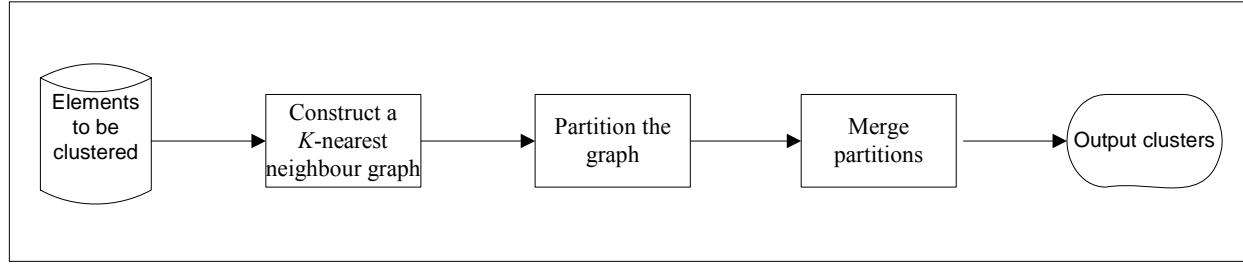 Elements
to be
clustered
Construct a
K-nearest
neighbour graph
Partition the
graph
Merge
partitions
Output clusters